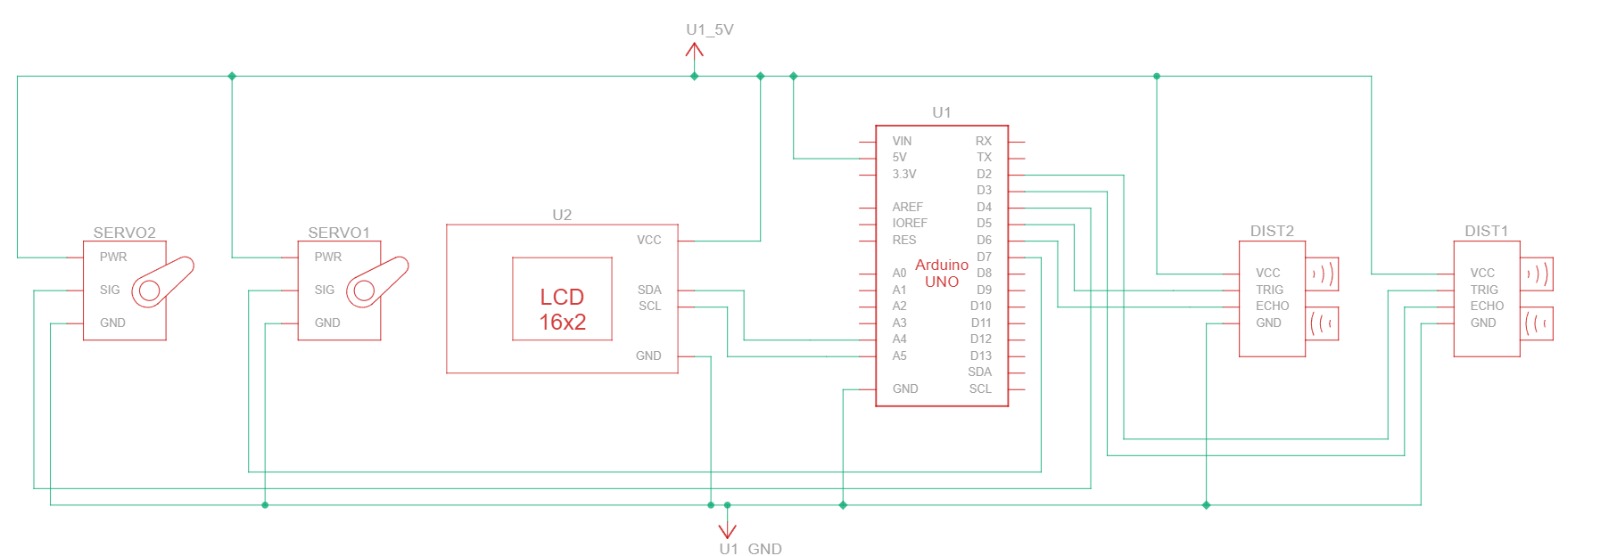 U1_5V
SERVO2
PWR
SIG
GND
SERVO1
PWR
SIG
GND
U2
VCC
SDA
SCL
GND
LCD
16x2
U1
VIN
5V
3.3V
AREF
IOREF
RES
A0
A1
A2
A3
A4
A5
GND
Arduino
UNO
RX
TX
D2
D3
D4
D5
D6
D7
D8
D9
D10
D11
D12
D13
SDA
SCL
DIST2
VCC
TRIG
ECHO
GND
DIST1
VCC
TRIG
ECHO
GND
U1_GND